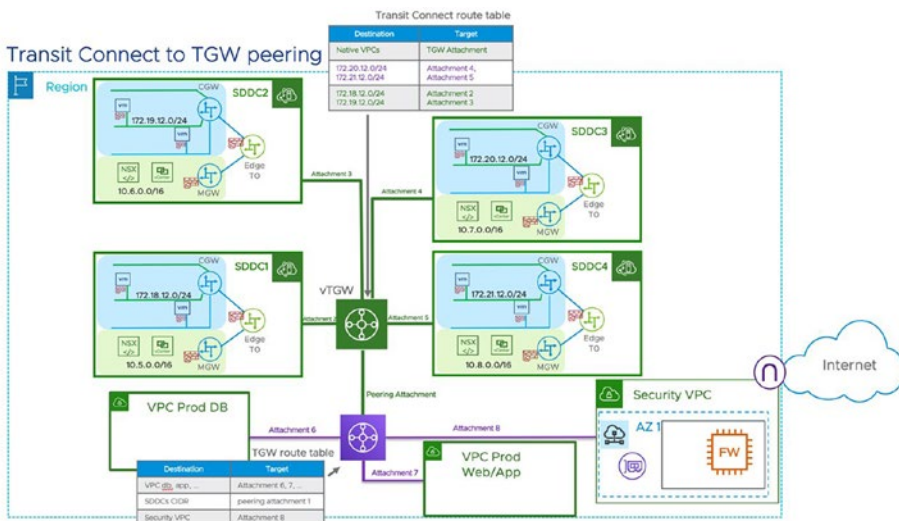 Transit Connect route table
Destination Target
Native VPCs TGW Attachment
172.20.12.0/24 Attachment 4,
172.21.12.0/24 Attachment 5
172.18.12.0/24 Attachment 2
172.19.12.0/24 Attachment 3
Transit Connect to TGW peering
Region
CGW SDDC2
172.19.12.0/24
NSX
10.6.0.0/16
MGW
Edge
TO
Attachment 3
CGW SDDC3
172.20.12.0/24
NSX
10.7.0.0/16
MGW
Edge
TO
Attachment 4
CGW SDDC1
172.18.12.0/24
NSX
10.5.0.0/16
MGW
Edge
TO
vTGW
Attachment 5
CGW SDDC4
172.21.12.0/24
NSX
10.8.0.0/16
MGW
Edge
TO
Internet
Peering Attachment
VPC Prod DB
Attachment 6
Attachment 8
Attachment 7
VPC Prod
Web/App
Security VPC
AZ 1
FW
TGW route table
Destination Target
VPC db, app, ... Attachment 6, 7, ...
SDDCs CIDR peering attachment 1
Security VPC Attachment 8